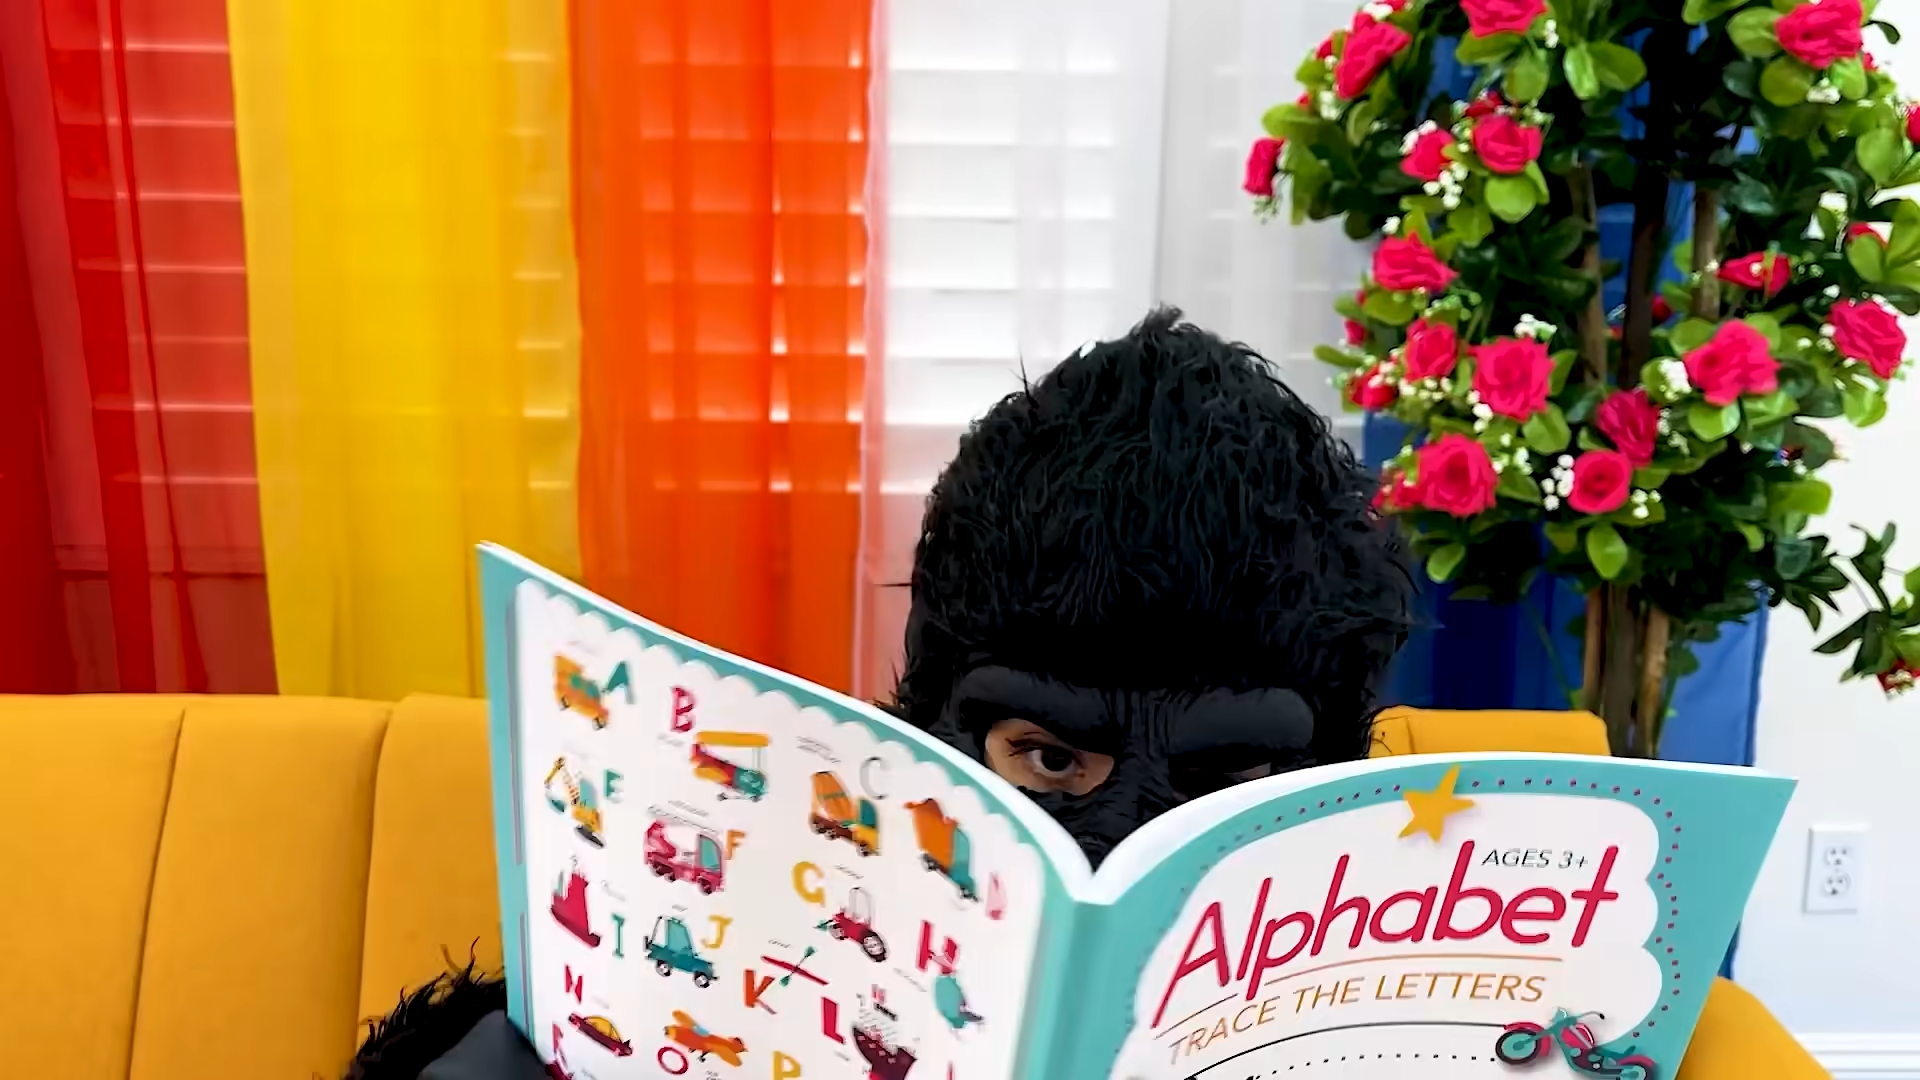 A
B
C
E
F
G
H
I
J
K
L
N
P
AGES 3+
Alphabet
TRACE THE LETTERS